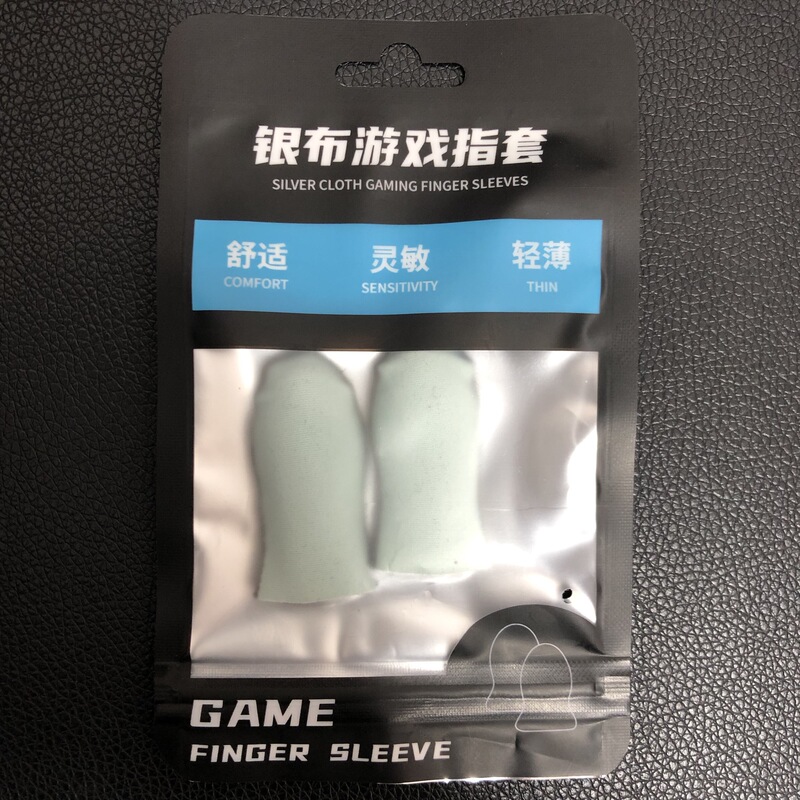 银布游戏指套
SILVER CLOTH GAMING FINGER SLEEVES
舒适 灵敏 轻薄
COMFORT SENSITIVITY THIN
GAME
FINGER SLEEVE